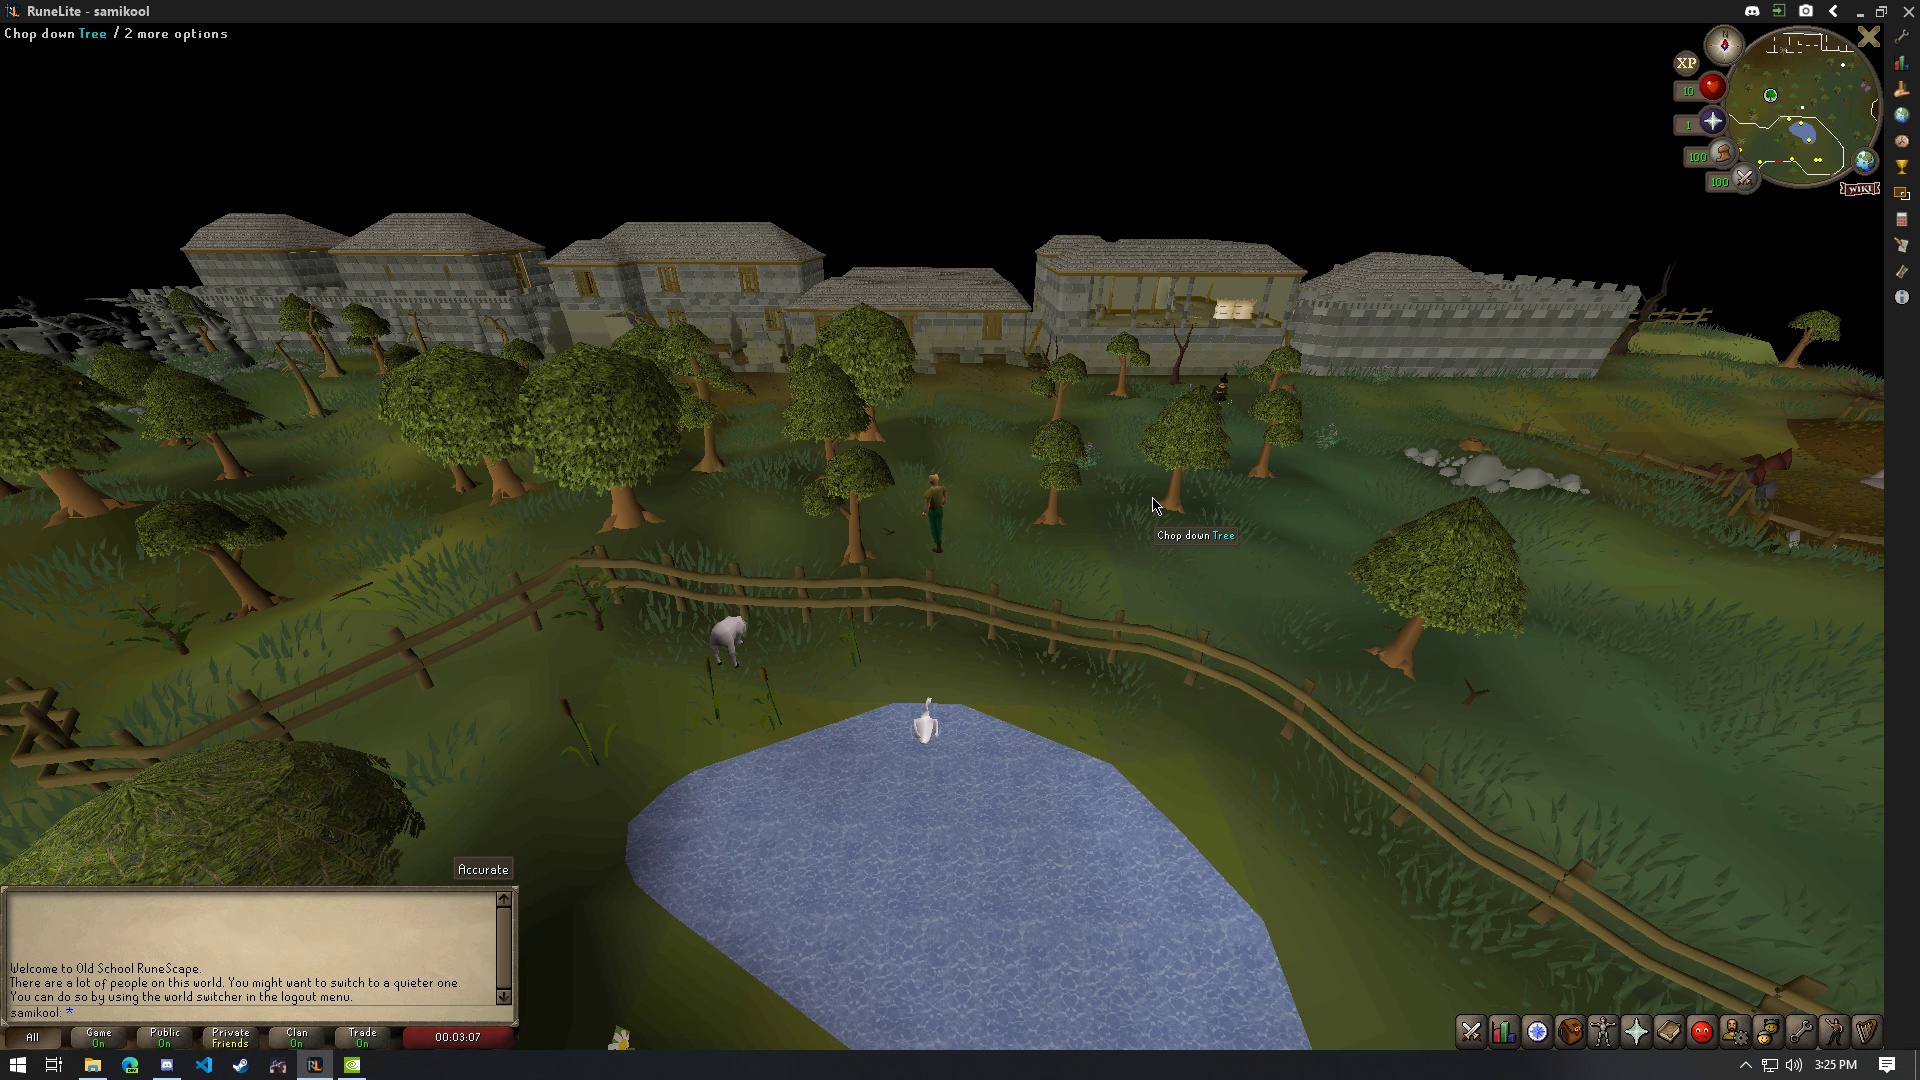 RuneLite - samikool
Chop down Tree / 2 more options
N
XP
10
1
100
100
WIKI
Chop down Tree
Accurate
Welcome to Old School RuneScape.
There are a lot of people on this world. You might want to switch to a quieter one.
You can do so by using the world switcher in the logout menu.
samikool: *
All
Game
On
Public
On
Private
Friends
Clan
On
Trade
On
00:03:07
3:25 PM